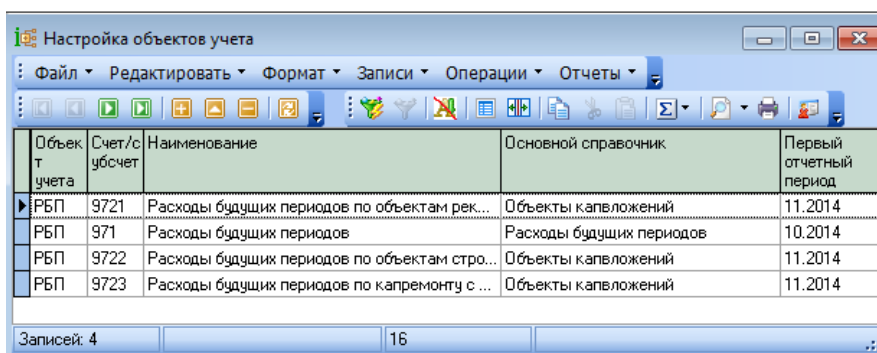 Настройка объектов учета
Файл Редактировать Формат Записи Операции Отчеты
Объек
т
учета
Счет/с
убсчет
Наименование
Основной справочник
Первый
отчетный
период
РБП 9721 Расходы будущих периодов по объектам рек... Объекты капвложений 11.2014
РБП 971 Расходы будущих периодов Расходы будущих периодов 10.2014
РБП 9722 Расходы будущих периодов по объектам стро... Объекты капвложений 11.2014
РБП 9723 Расходы будущих периодов по капремонту с ... Объекты капвложений 11.2014
Записей: 4 16